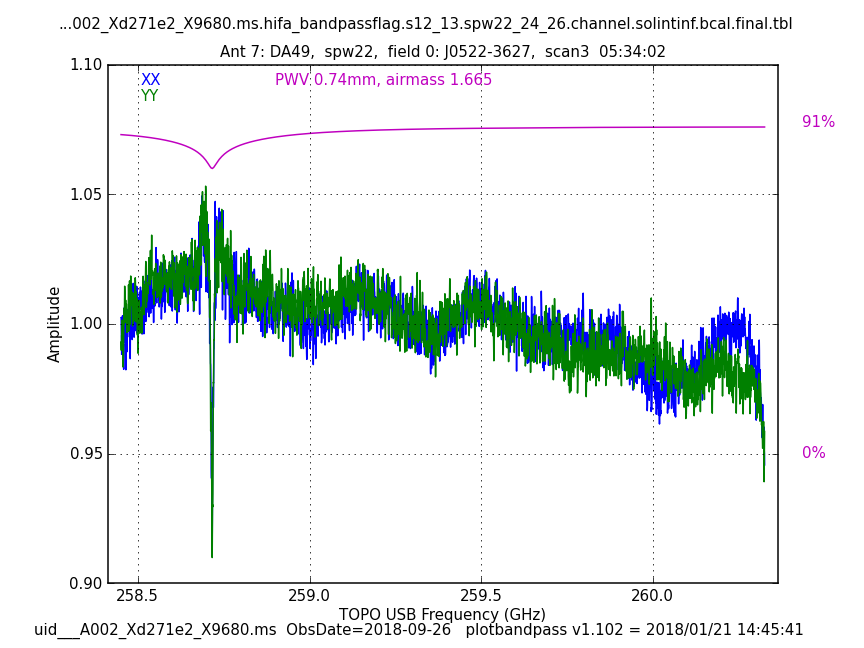 ...002_Xd271e2_X9680.ms.hifa_bandpassflag.s12_13.spw22_24_26.channel.solintinf.bcal.final.tbl
Ant 7: DA49,  spw22,  field 0: J0522-3627,  scan3  05:34:02
1.10
XX
PWV 0.74mm, airmass 1.665
YY
91%
1.05
1.00
Amplitude
0.95
0%
0.90
258.5
259.0
259.5
260.0
TOPO USB Frequency (GHz)
uid___A002_Xd271e2_X9680.ms  ObsDate=2018-09-26   plotbandpass v1.102 = 2018/01/21 14:45:41